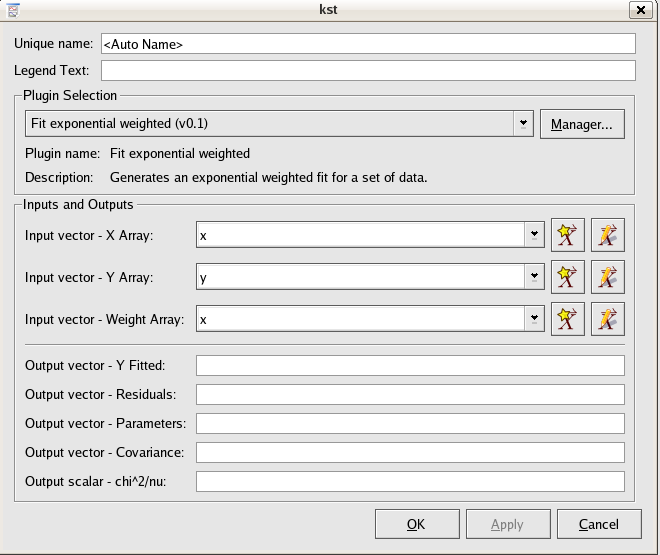 kst
Unique name: <Auto Name>
Legend Text:
Plugin Selection
Fit exponential weighted (v0.1) Manager...
Plugin name: Fit exponential weighted
Description: Generates an exponential weighted fit for a set of data.
Inputs and Outputs
Input vector - X Array: x
Input vector - Y Array: y
Input vector - Weight Array: x
Output vector - Y Fitted:
Output vector - Residuals:
Output vector - Parameters:
Output vector - Covariance:
Output scalar - chi^2/nu:
OK Apply Cancel